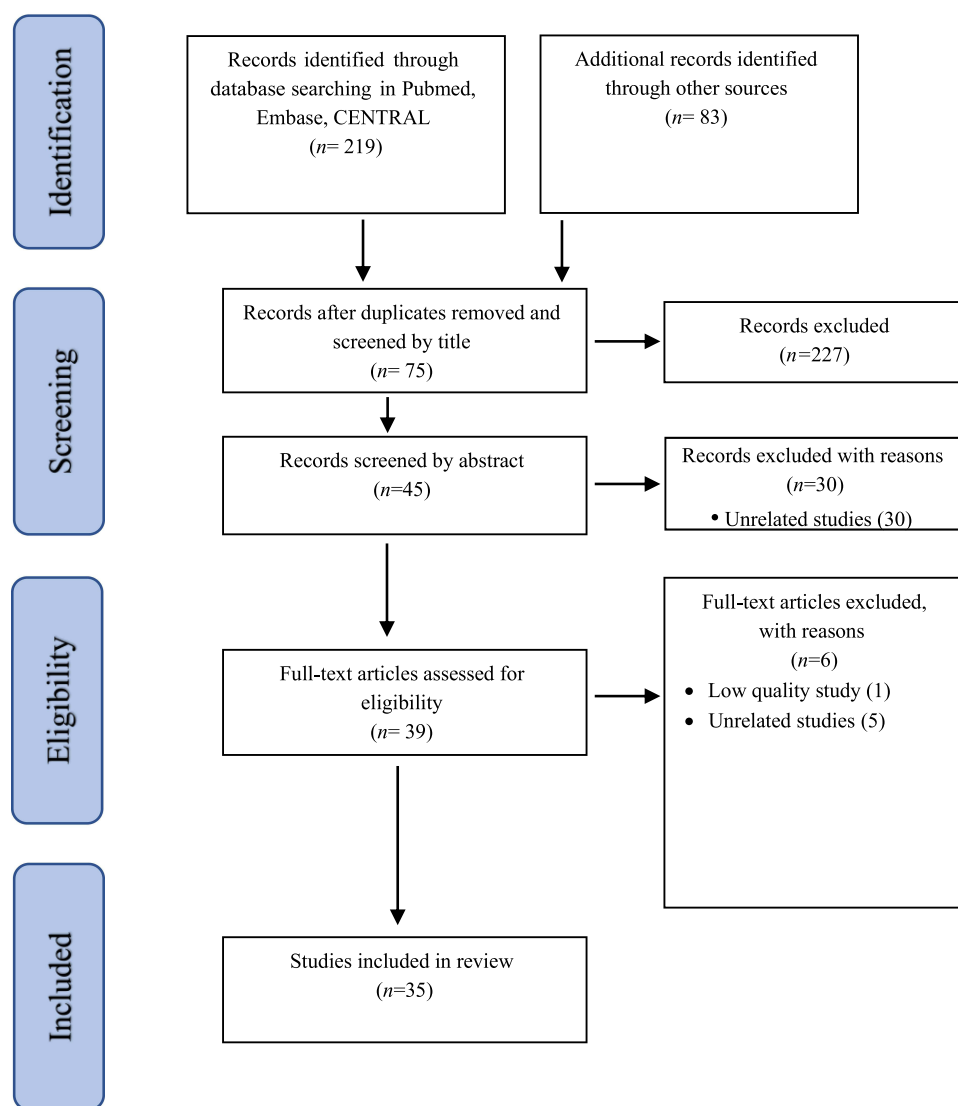 Identification
Records identified through
database searching in Pubmed,
Embase, CENTRAL
(n= 219)
Additional records identified
through other sources
(n= 83)
Screening
Records after duplicates removed and
screened by title
(n= 75)
Records excluded
(n=227)
Records screened by abstract
(n=45)
Records excluded with reasons
(n=30)
• Unrelated studies (30)
Eligibility
Full-text articles assessed for
eligibility
(n= 39)
Full-text articles excluded,
with reasons
(n=6)
• Low quality study (1)
• Unrelated studies (5)
Included
Studies included in review
(n=35)